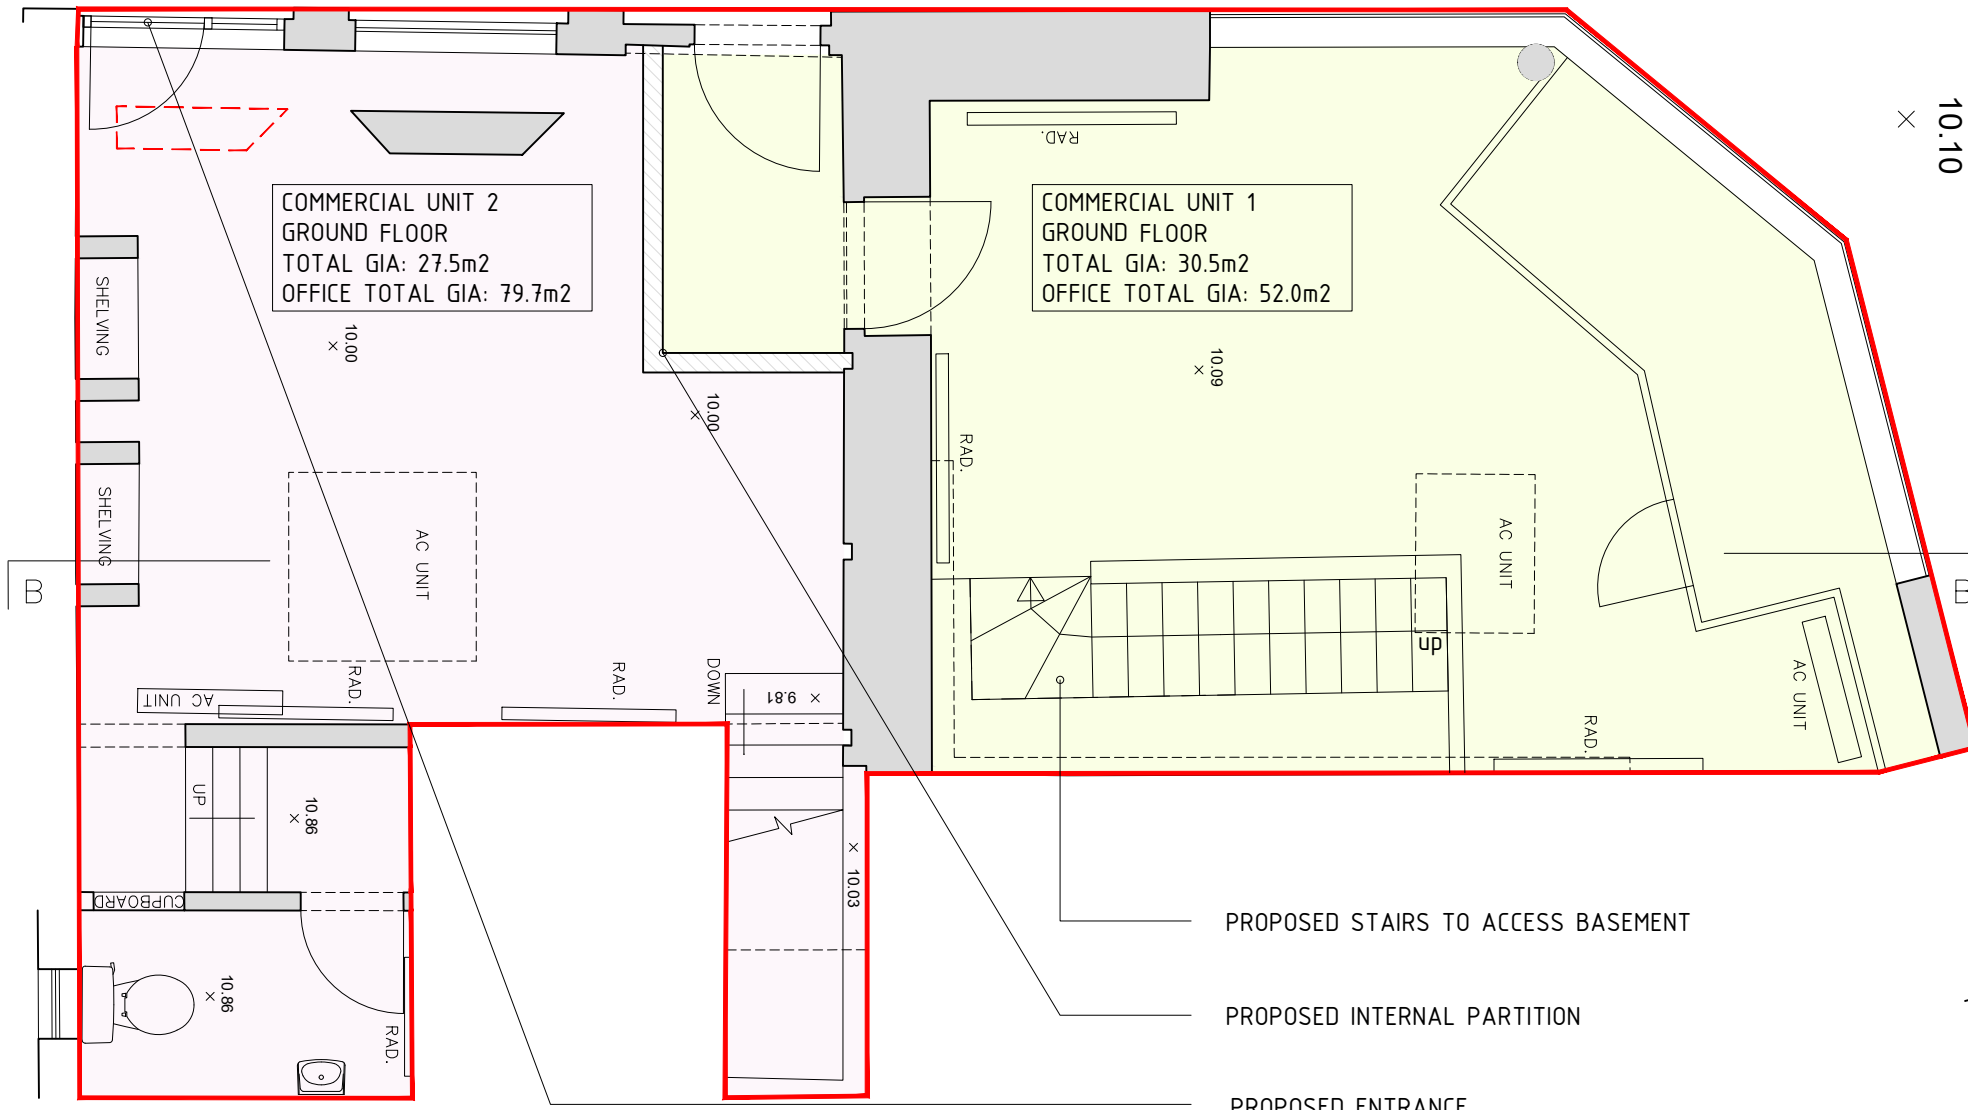 10.10
RAD.
COMMERCIAL UNIT 2
GROUND FLOOR
TOTAL GIA: 27.5m2
OFFICE TOTAL GIA: 79.7m2
COMMERCIAL UNIT 1
GROUND FLOOR
TOTAL GIA: 30.5m2
OFFICE TOTAL GIA: 52.0m2
SHELVING
10.00
10.09
10.00
RAD.
SHELVING
AC UNIT
AC UNIT
B
B
up
RAD.
RAD.
DOWN
9.81
AC UNIT
AC UNIT
RAD.
UP
10.86
10.03
CUPBOARD
PROPOSED STAIRS TO ACCESS BASEMENT
10.86
RAD.
PROPOSED INTERNAL PARTITION
PROPOSED ENTRANCE